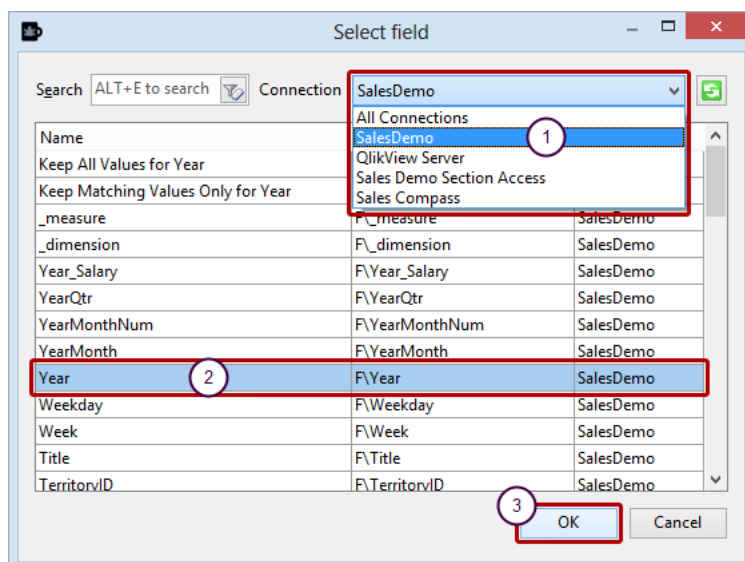 Select field
Search ALT+E to search Connection SalesDemo
All Connections
SalesDemo 1
QlikView Server
Sales Demo Section Access
Sales Compass
Name
Keep All Values for Year
Keep Matching Values Only for Year
_measure F\_measure SalesDemo
_dimension F\_dimension SalesDemo
Year_Salary F\Year_Salary SalesDemo
YearQtr F\YearQtr SalesDemo
YearMonthNum F\YearMonthNum SalesDemo
YearMonth F\YearMonth SalesDemo
Year 2 F\Year SalesDemo
Weekday F\Weekday SalesDemo
Week F\Week SalesDemo
Title F\Title SalesDemo
TerritoryID F\TerritoryID SalesDemo
3
OK Cancel